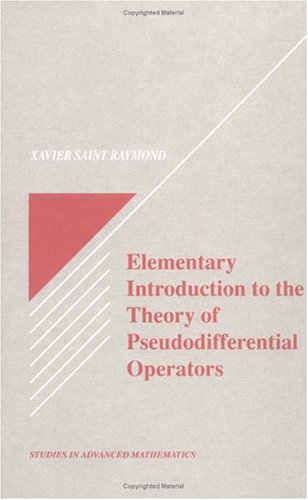 Copyrighted Material
XAVIER SAINT RAYMOND
Elementary
Introduction to the
Theory of
Pseudodifferential
Operators
STUDIES IN ADVANCED MATHEMATICS
Copyrighted Material